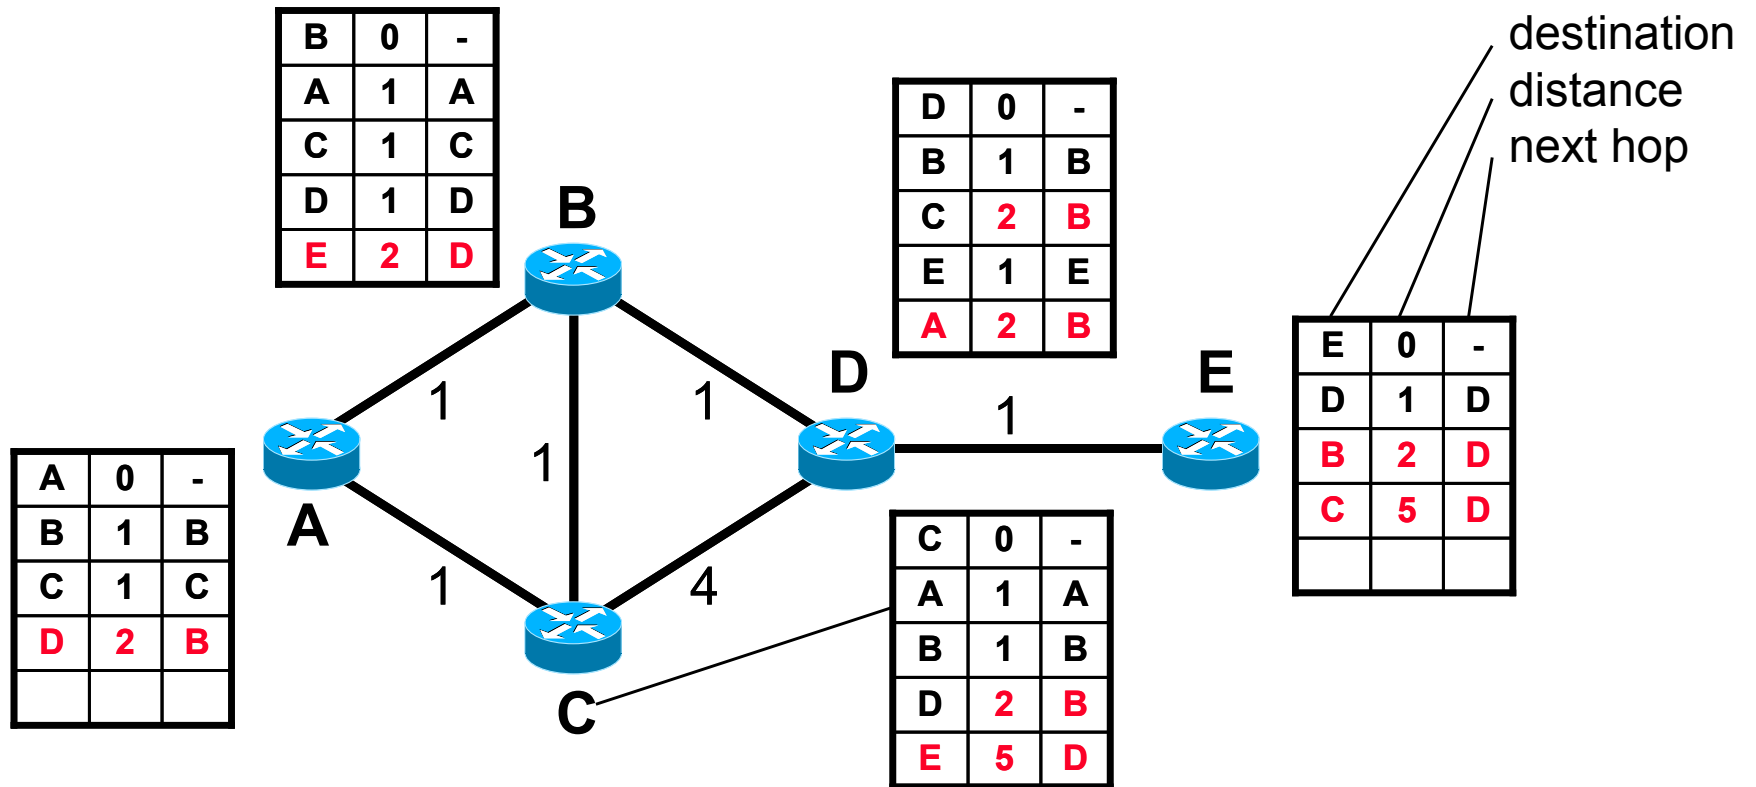 B 0 -
A 1 A
C 1 C
D 1 D
E 2 D
destination
distance
next hop
D 0 -
B 1 B
C 2 B
E 1 E
A 2 B
B
D
E
E 0 -
D 1 D
B 2 D
C 5 D
1
1
1
1
1
4
A
C
A 0 -
B 1 B
C 1 C
D 2 B
C 0 -
A 1 A
B 1 B
D 2 B
E 5 D